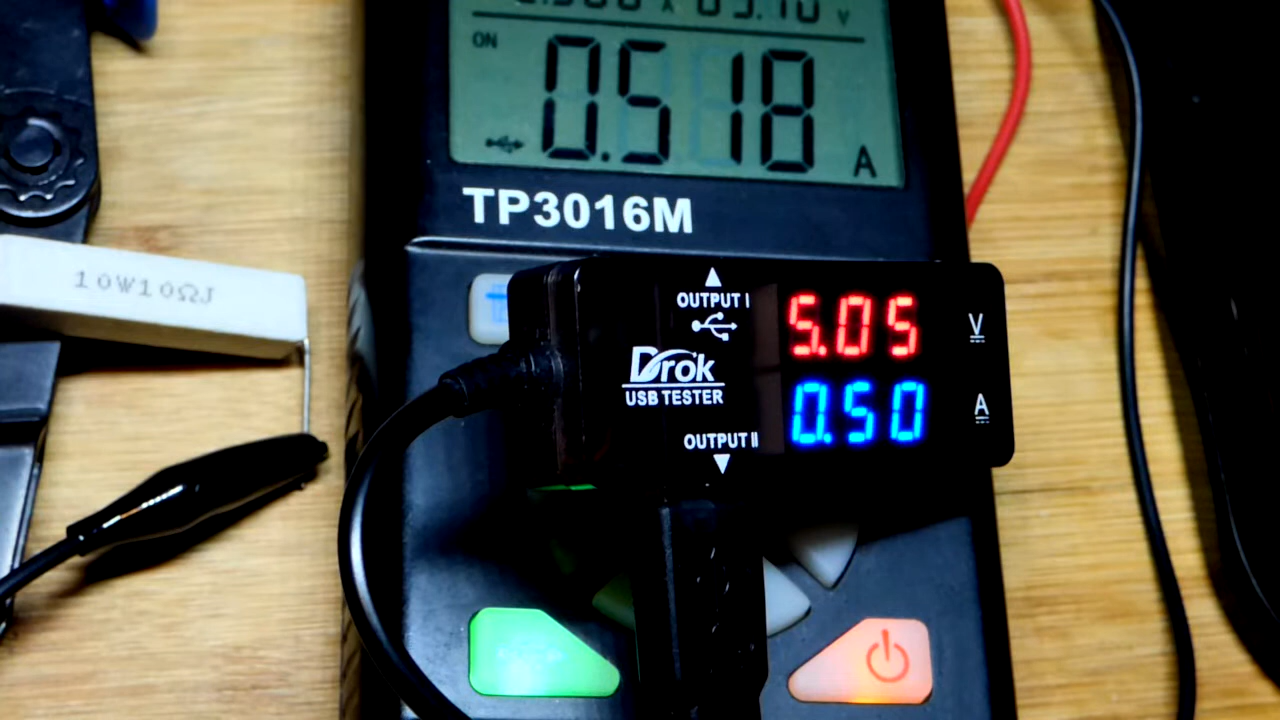 ON
0.518 A
TP3016M
10W10ΩJ
OUTPUT I
5.05 V
Drok
USB TESTER
0.50 A
OUTPUT II